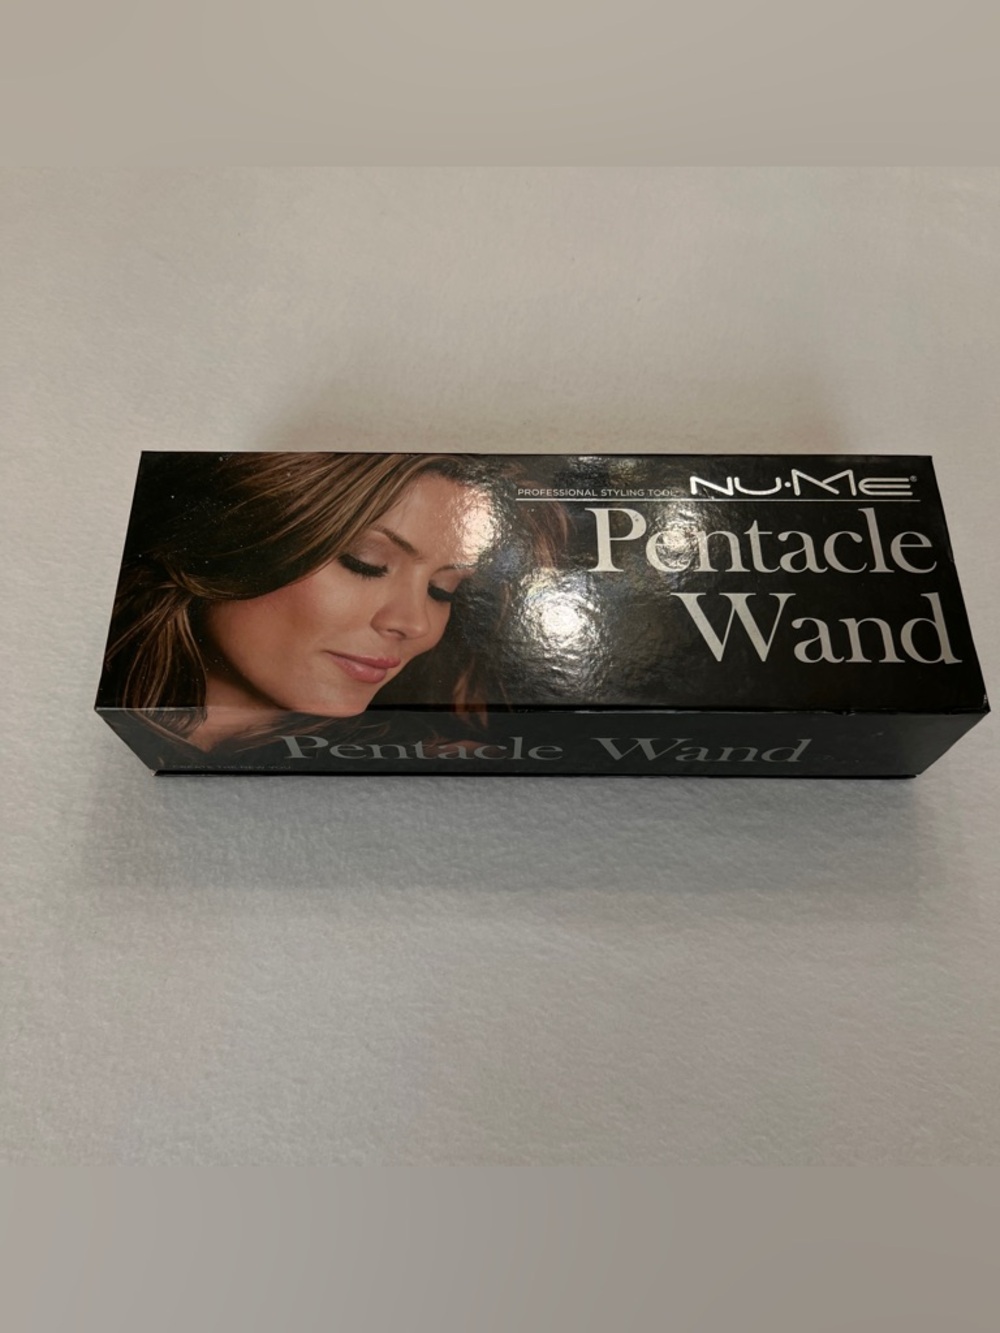 PROFESSIONAL STYLING TOOL NU·ME®
Pentacle
Wand
Pentacle Wand